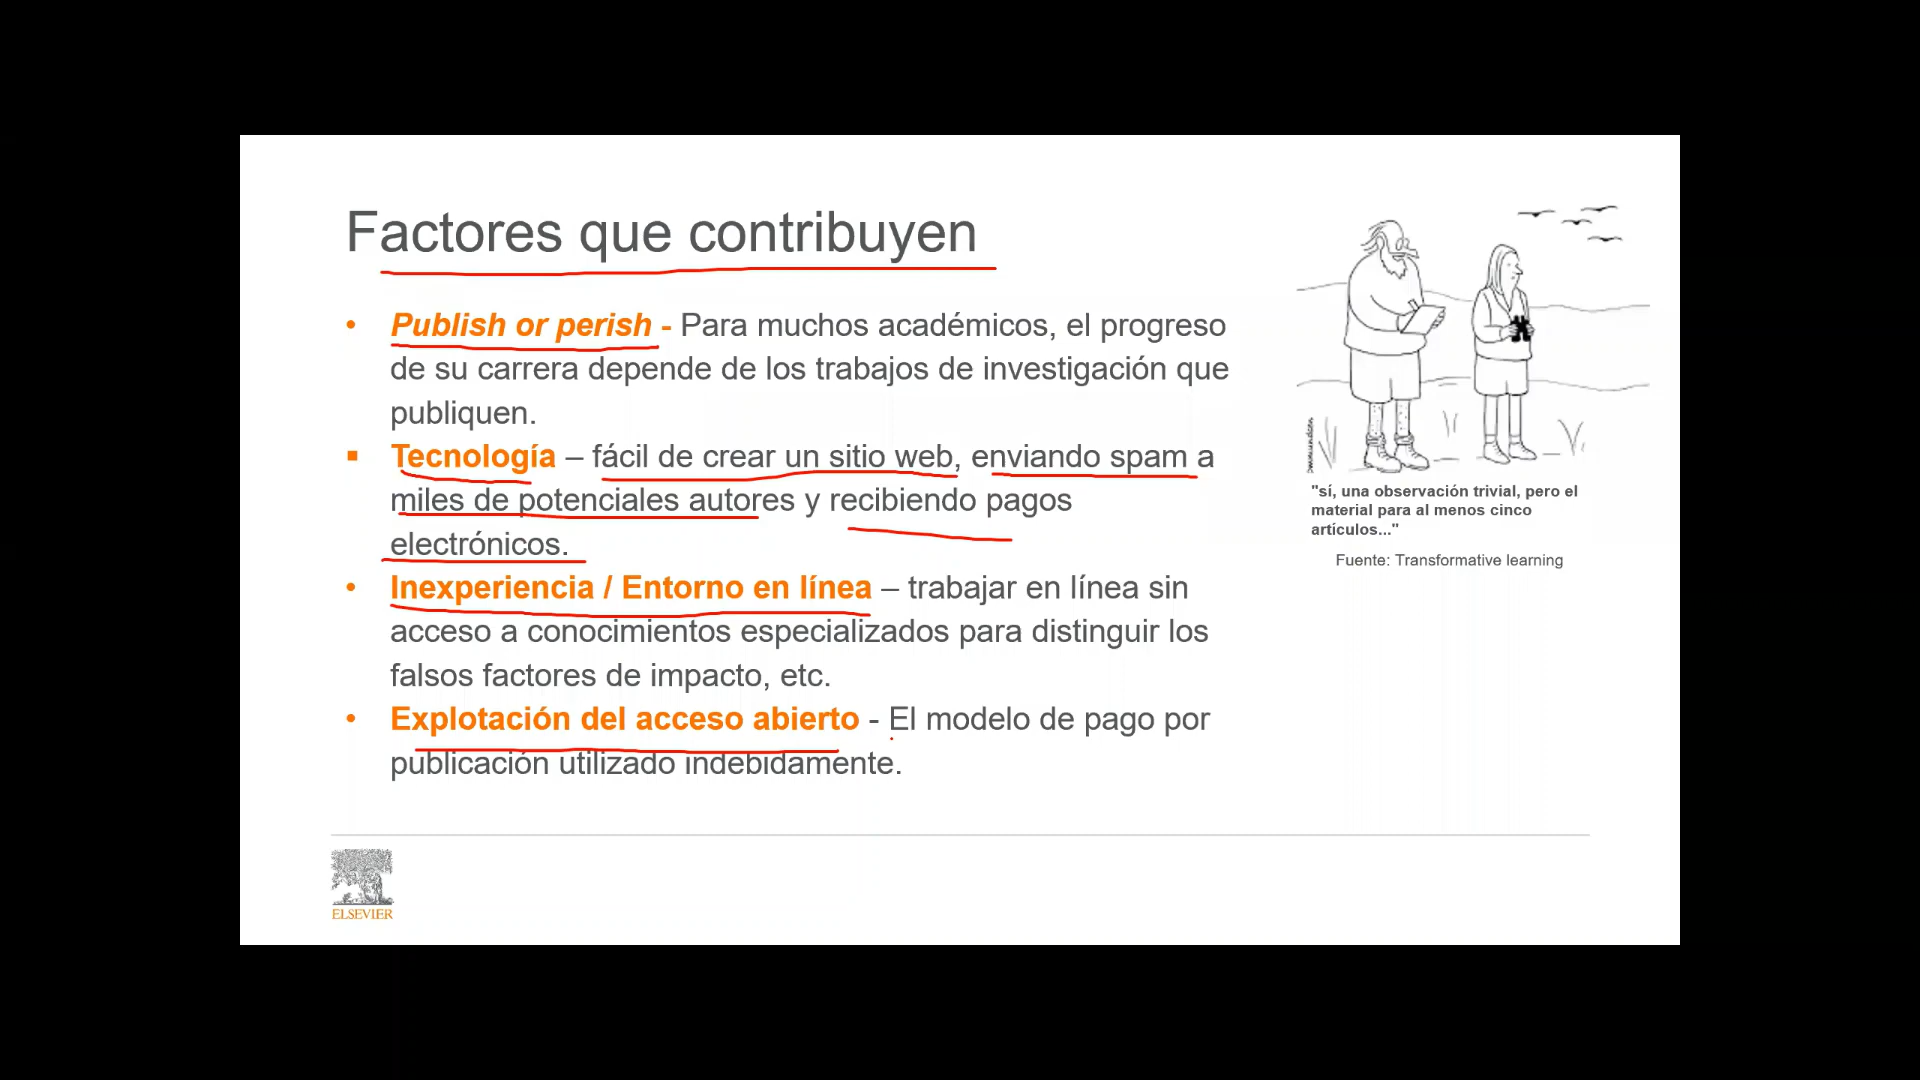 Factores que contribuyen
• Publish or perish - Para muchos académicos, el progreso
de su carrera depende de los trabajos de investigación que
publiquen.
▪ Tecnología – fácil de crear un sitio web, enviando spam a
miles de potenciales autores y recibiendo pagos
electrónicos.
• Inexperiencia / Entorno en línea – trabajar en línea sin
acceso a conocimientos especializados para distinguir los
falsos factores de impacto, etc.
• Explotación del acceso abierto - El modelo de pago por
publicación utilizado indebidamente.
"sí, una observación trivial, pero el
material para al menos cinco
artículos..."
Fuente: Transformative learning
ELSEVIER